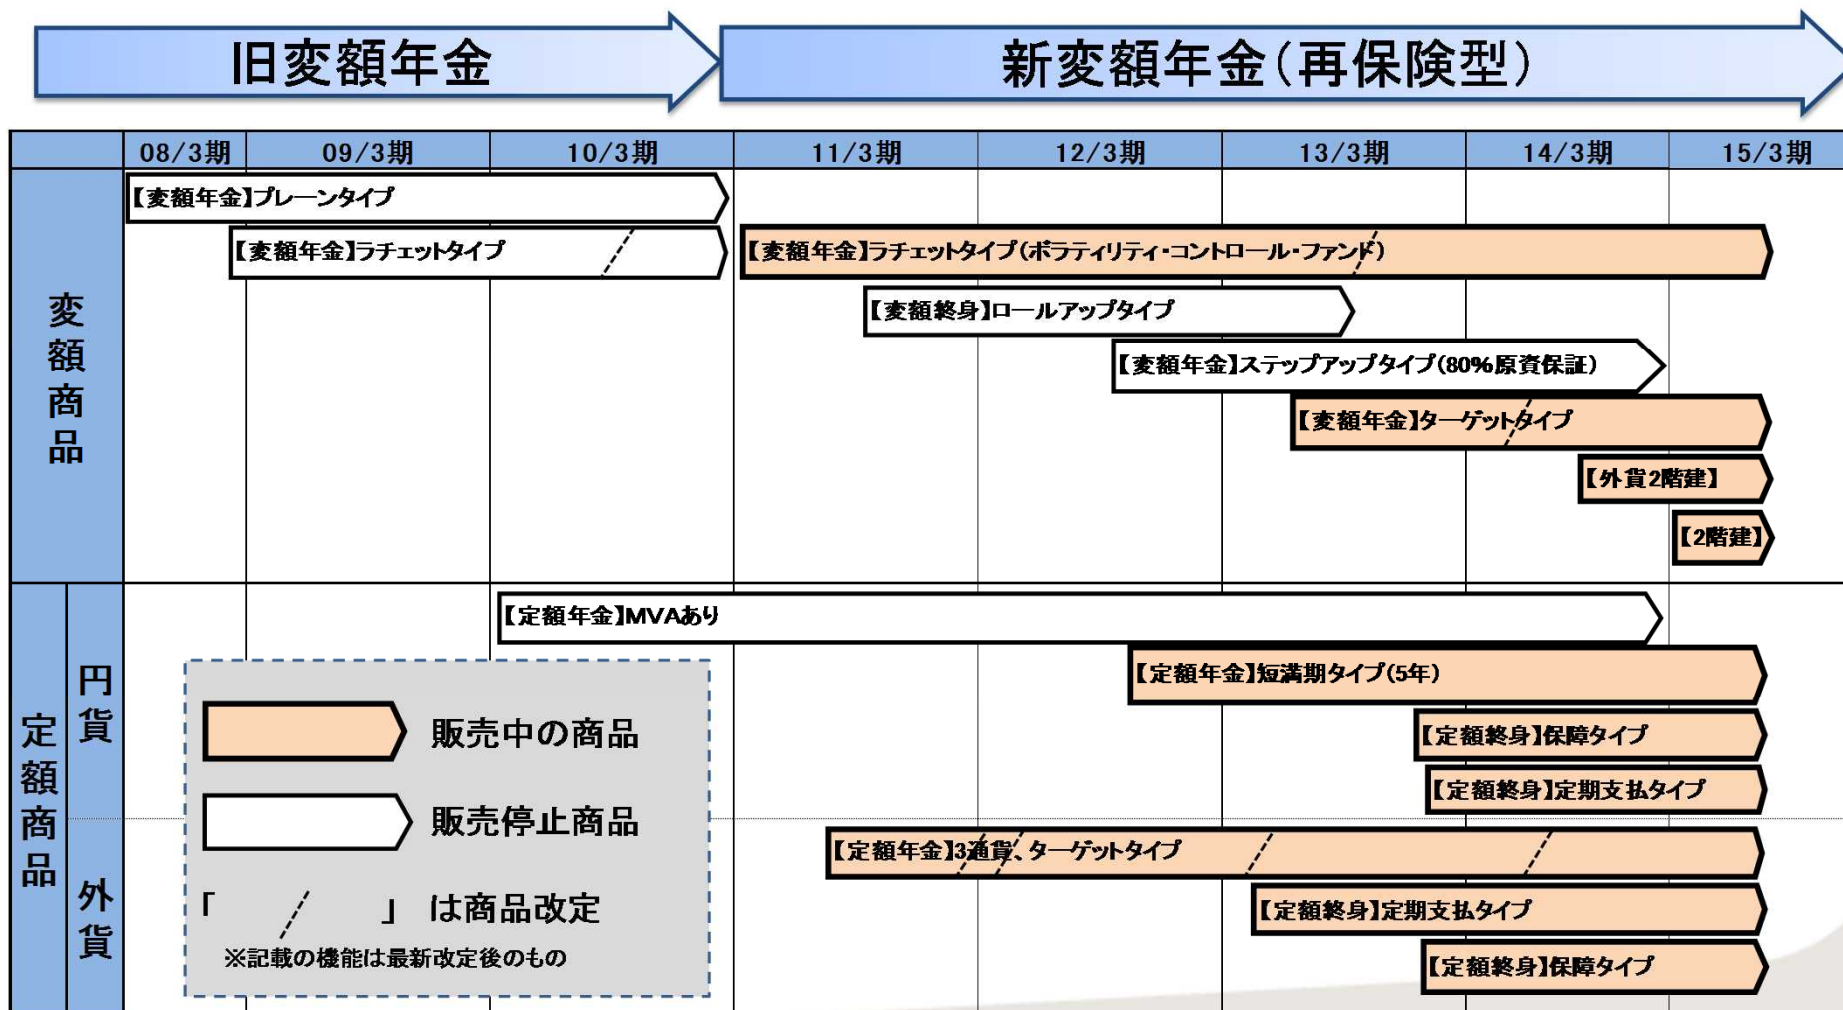 旧変額年金
新変額年金(再保険型)
08/3期 09/3期 10/3期 11/3期 12/3期 13/3期 14/3期 15/3期
変額商品
【変額年金】プレーンタイプ
【変額年金】ラチェットタイプ
【変額年金】ラチェットタイプ(ボラティリティ・コントロール・ファンド)
【変額終身】ロールアップタイプ
【変額年金】ステップアップタイプ(80%原資保証)
【変額年金】ターゲットタイプ
【外貨2階建】
【2階建】
定額商品
円貨
【定額年金】MVAあり
【定額年金】短満期タイプ(5年)
【定額終身】保障タイプ
【定額終身】定期支払タイプ
外貨
【定額年金】3通貨、ターゲットタイプ
【定額終身】定期支払タイプ
【定額終身】保障タイプ
販売中の商品
販売停止商品
「 / 」 は商品改定
※記載の機能は最新改定後のもの